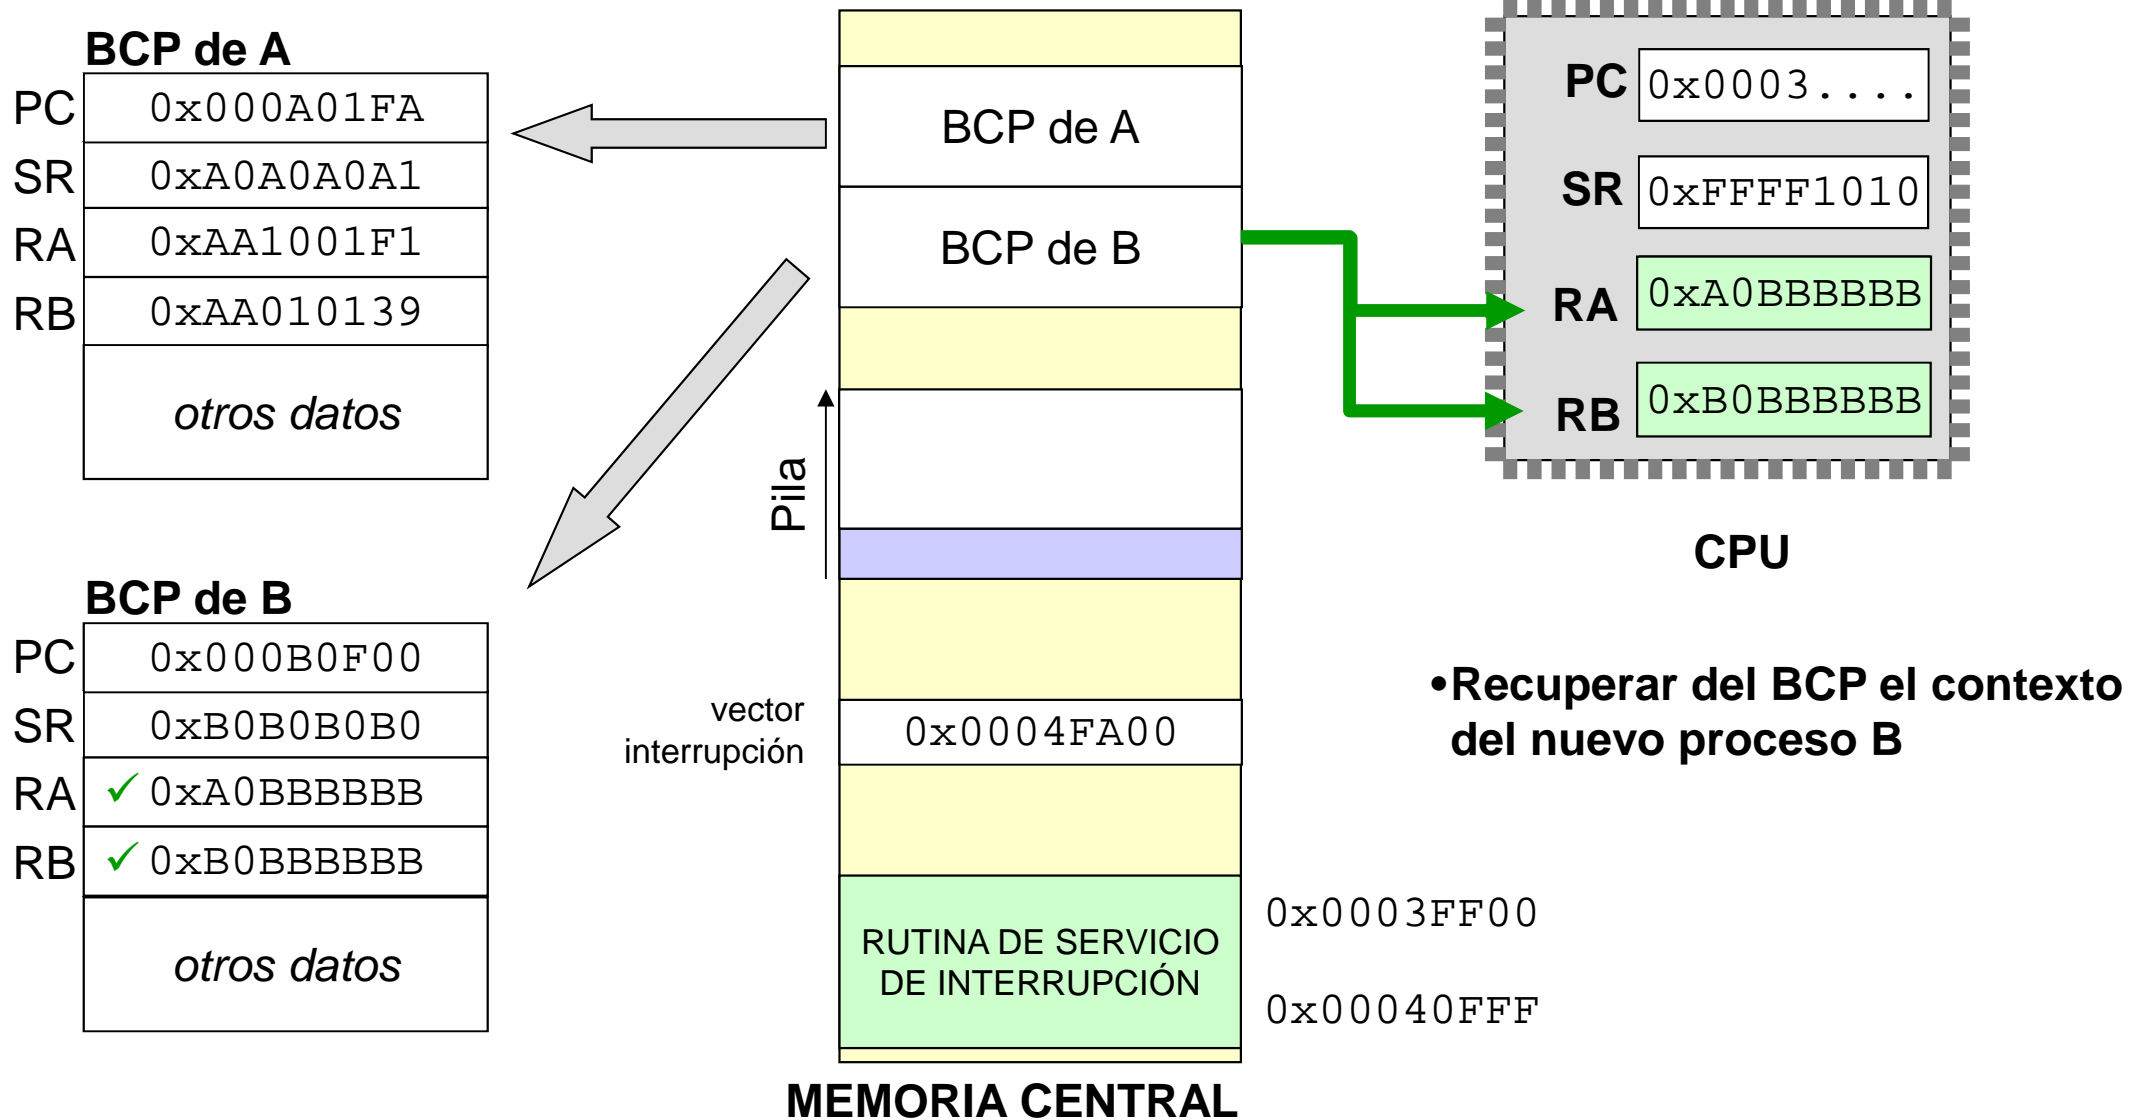 BCP de A
PC 0x000A01FA
SR 0xA0A0A0A1
RA 0xAA1001F1
RB 0xAA010139
otros datos
BCP de B
PC 0x000B0F00
SR 0xB0B0B0B0
RA ✓ 0xA0BBBBBB
RB ✓ 0xB0BBBBBB
otros datos
BCP de A
BCP de B
Pila
vector
interrupción
0x0004FA00
RUTINA DE SERVICIO
DE INTERRUPCIÓN
0x0003FF00
0x00040FFF
MEMORIA CENTRAL
PC 0x0003....
SR 0xFFFF1010
RA 0xA0BBBBBB
RB 0xB0BBBBBB
CPU
•Recuperar del BCP el contexto
del nuevo proceso B